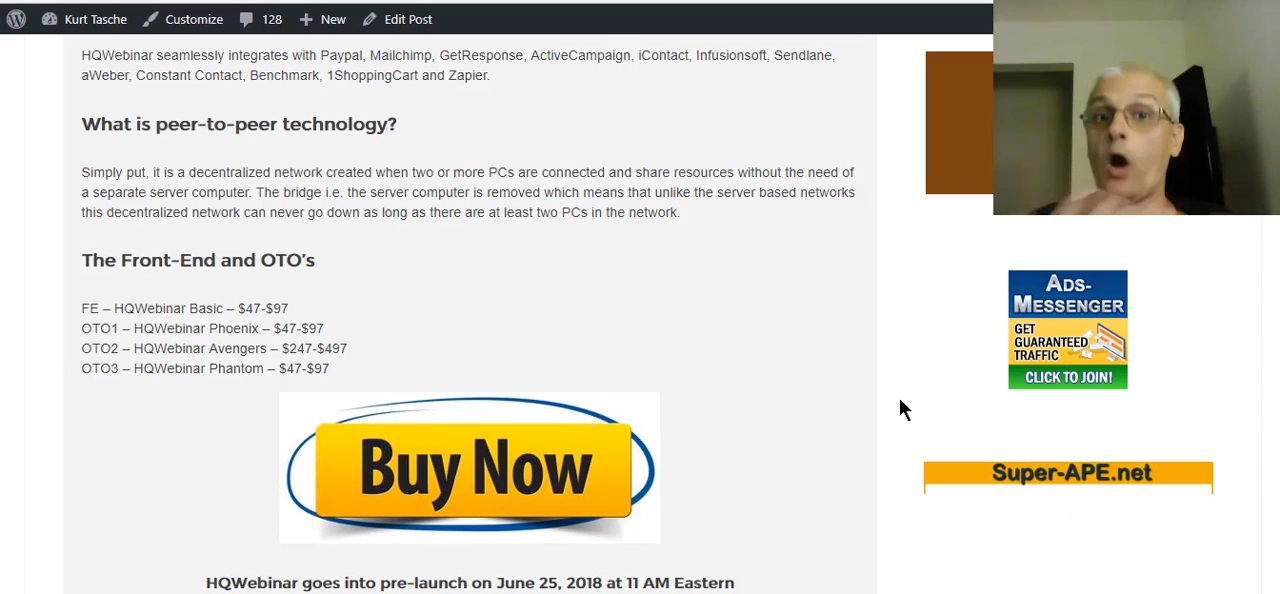 Kurt Tasche Customize 128 New Edit Post
HQWebinar seamlessly integrates with Paypal, Mailchimp, GetResponse, ActiveCampaign, iContact, Infusionsoft, Sendlane,
aWeber, Constant Contact, Benchmark, 1ShoppingCart and Zapier.
What is peer-to-peer technology?
Simply put, it is a decentralized network created when two or more PCs are connected and share resources without the need of
a separate server computer. The bridge i.e. the server computer is removed which means that unlike the server based networks
this decentralized network can never go down as long as there are at least two PCs in the network.
The Front-End and OTO's
FE – HQWebinar Basic – $47-$97
OTO1 – HQWebinar Phoenix – $47-$97
OTO2 – HQWebinar Avengers – $247-$497
OTO3 – HQWebinar Phantom – $47-$97
Buy Now
HQWebinar goes into pre-launch on June 25, 2018 at 11 AM Eastern
ADS-
MESSENGER
GET
GUARANTEED
TRAFFIC
CLICK TO JOIN!
Super-APE.net